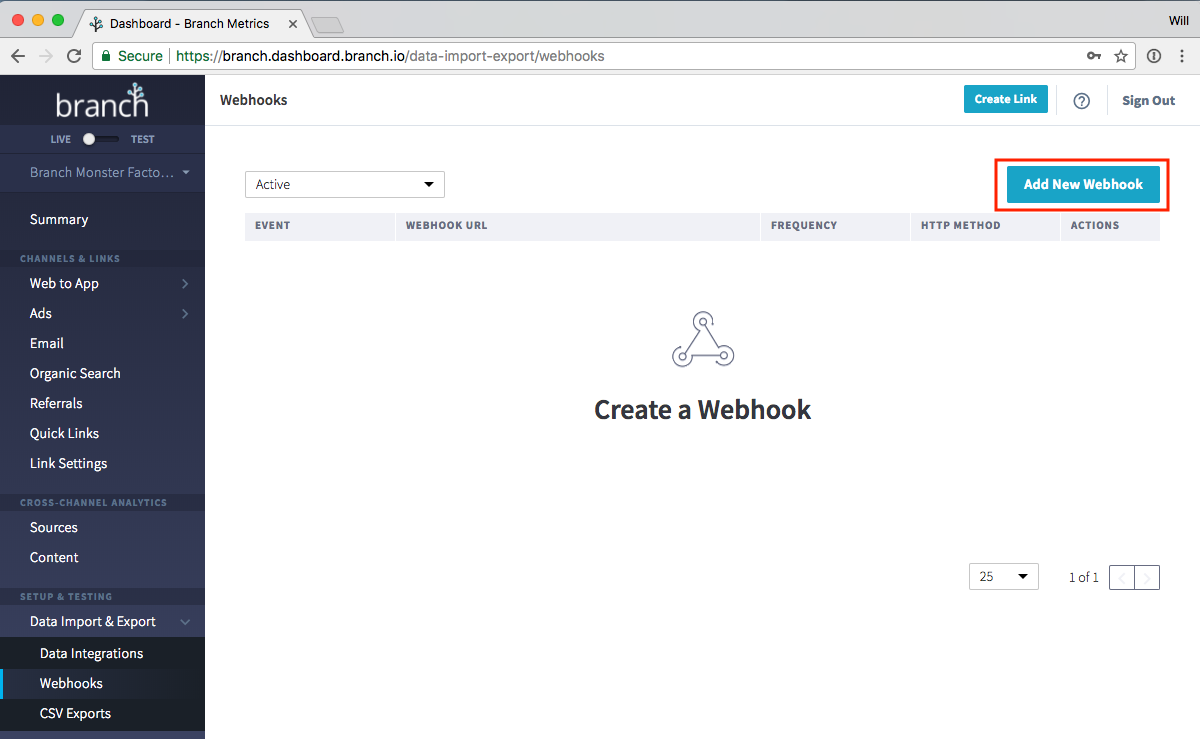 Dashboard - Branch Metrics
Will
Secure https://branch.dashboard.branch.io/data-import-export/webhooks
branch
LIVE TEST
Branch Monster Facto...
Summary
CHANNELS & LINKS
Web to App
Ads
Email
Organic Search
Referrals
Quick Links
Link Settings
CROSS-CHANNEL ANALYTICS
Sources
Content
SETUP & TESTING
Data Import & Export
Data Integrations
Webhooks
CSV Exports
Webhooks
Create Link
?
Sign Out
Active
Add New Webhook
EVENT WEBHOOK URL FREQUENCY HTTP METHOD ACTIONS
Create a Webhook
25 1 of 1